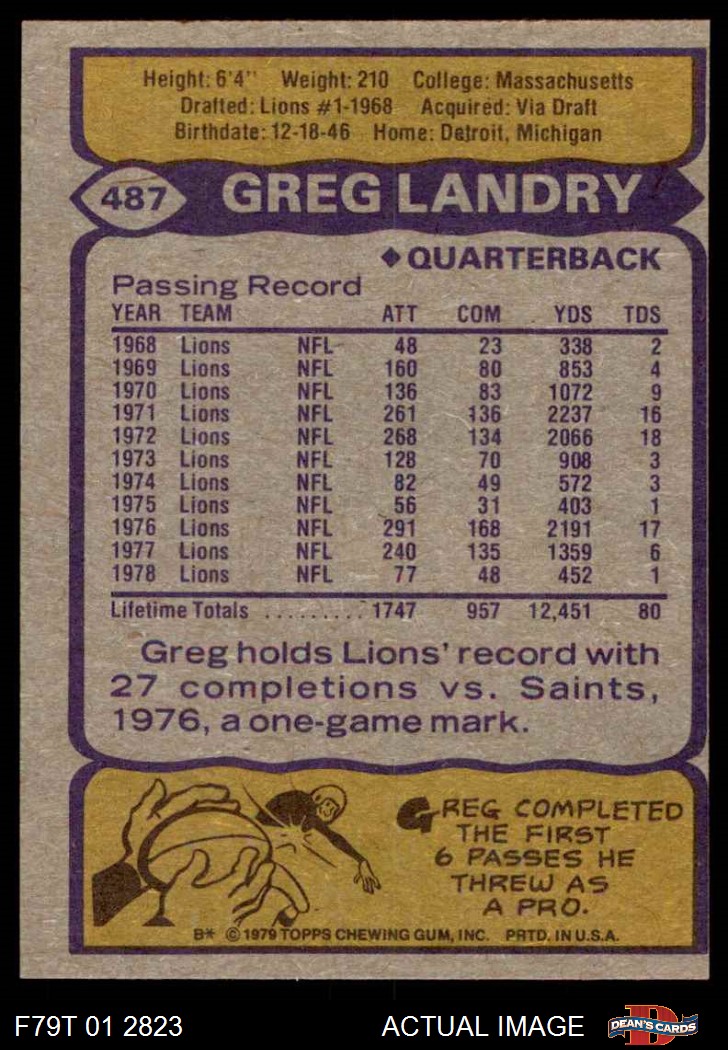 Height: 6'4" Weight: 210 College: Massachusetts
Drafted: Lions #1-1968 Acquired: Via Draft
Birthdate: 12-18-46 Home: Detroit, Michigan
487 GREG LANDRY
◆ QUARTERBACK
Passing Record
YEAR TEAM ATT COM YDS TDS
1968 Lions NFL 48 23 338 2
1969 Lions NFL 160 80 853 4
1970 Lions NFL 136 83 1072 9
1971 Lions NFL 261 136 2237 16
1972 Lions NFL 268 134 2066 18
1973 Lions NFL 128 70 908 3
1974 Lions NFL 82 49 572 3
1975 Lions NFL 56 31 403 1
1976 Lions NFL 291 168 2191 17
1977 Lions NFL 240 135 1359 6
1978 Lions NFL 77 48 452 1
Lifetime Totals .......... 1747 957 12,451 80
Greg holds Lions' record with
27 completions vs. Saints,
1976, a one-game mark.
GREG COMPLETED
THE FIRST
6 PASSES HE
THREW AS
A PRO.
B* © 1979 TOPPS CHEWING GUM, INC. PRTD. IN U.S.A.
F79T 01 2823 ACTUAL IMAGE D DEAN'S CARDS